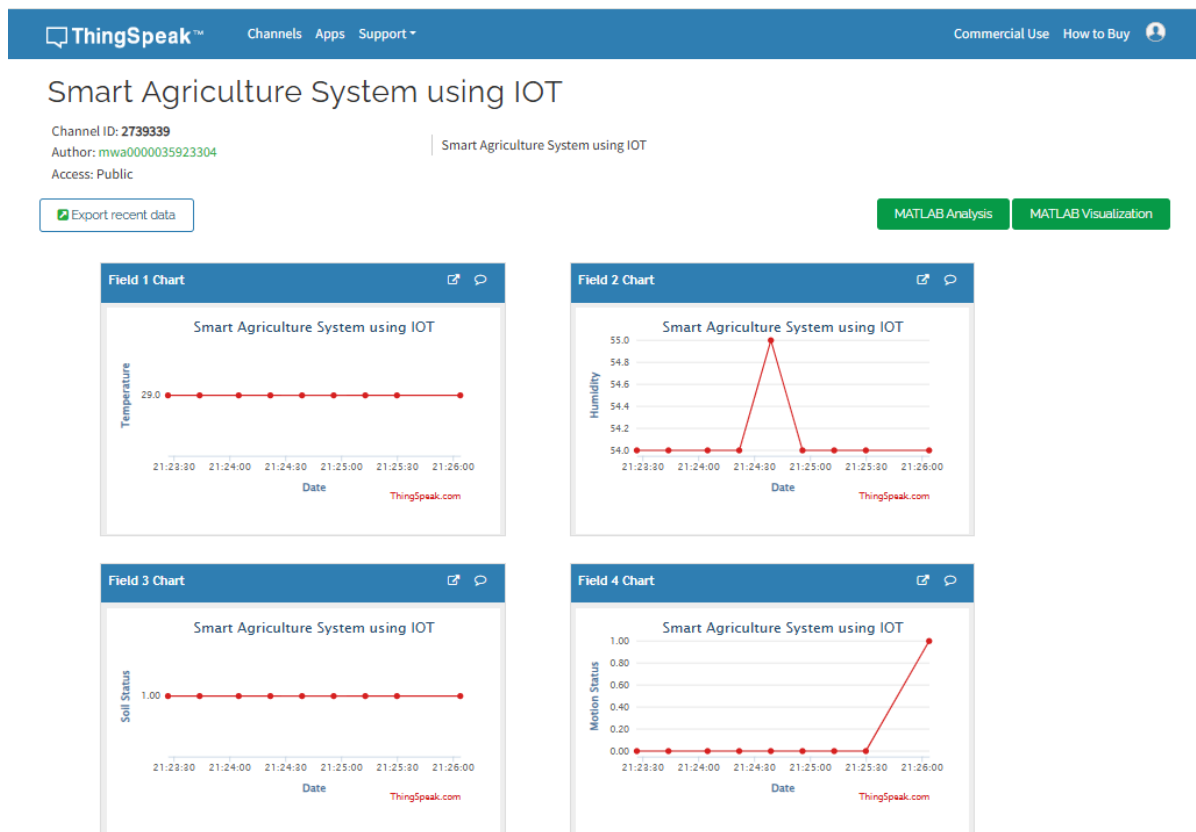 ThingSpeak™ Channels Apps Support Commercial Use How to Buy
Smart Agriculture System using IOT
Channel ID: 2739339
Author: mwa0000035923304
Access: Public
Smart Agriculture System using IOT
Export recent data
MATLAB Analysis MATLAB Visualization
Field 1 Chart
Smart Agriculture System using IOT
Temperature
29.0
21:23:30 21:24:00 21:24:30 21:25:00 21:25:30 21:26:00
Date
ThingSpeak.com
Field 2 Chart
Smart Agriculture System using IOT
Humidity
55.0
54.8
54.6
54.4
54.2
54.0
21:23:30 21:24:00 21:24:30 21:25:00 21:25:30 21:26:00
Date
ThingSpeak.com
Field 3 Chart
Smart Agriculture System using IOT
Soil Status
1.00
21:23:30 21:24:00 21:24:30 21:25:00 21:25:30 21:26:00
Date
ThingSpeak.com
Field 4 Chart
Smart Agriculture System using IOT
Motion Status
1.00
0.80
0.60
0.40
0.20
0.00
21:23:30 21:24:00 21:24:30 21:25:00 21:25:30 21:26:00
Date
ThingSpeak.com